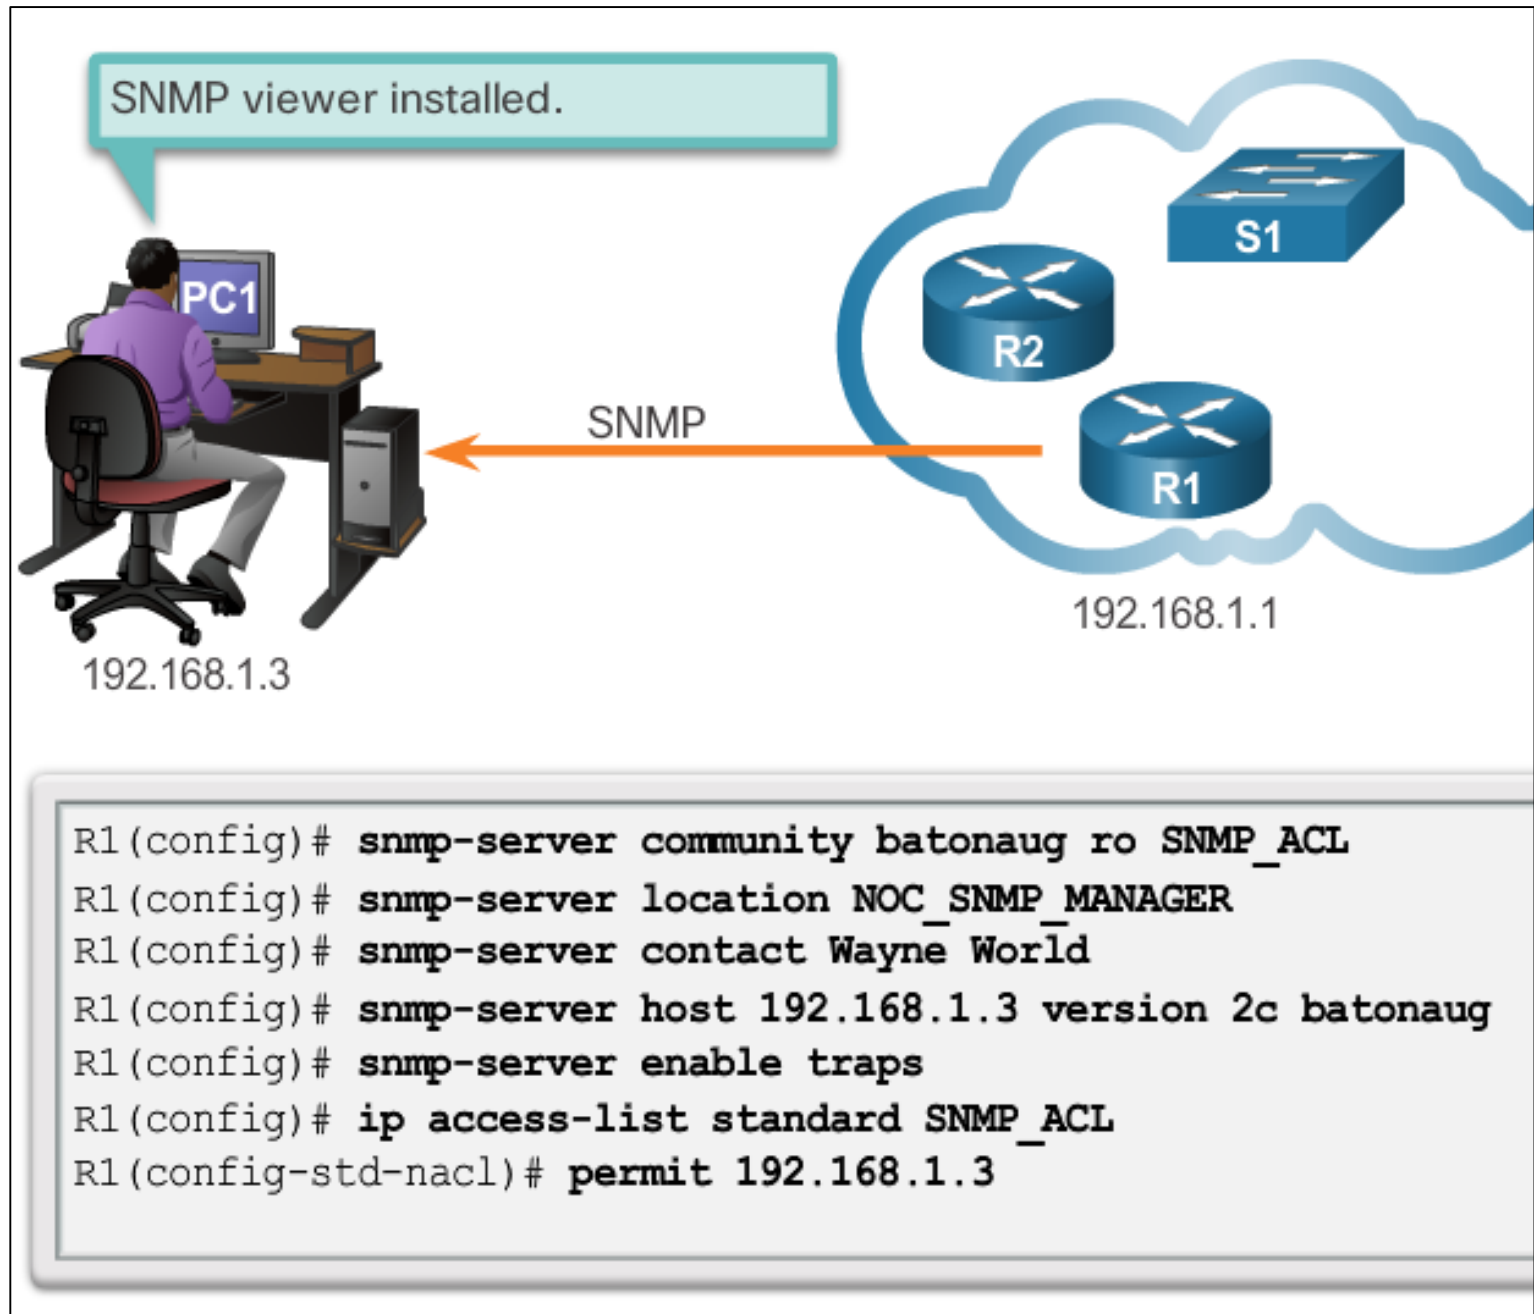 SNMP viewer installed.
PC1
S1
R2
SNMP
R1
192.168.1.1
192.168.1.3
R1(config)# snmp-server community batonaug ro SNMP_ACL
R1(config)# snmp-server location NOC_SNMP_MANAGER
R1(config)# snmp-server contact Wayne World
R1(config)# snmp-server host 192.168.1.3 version 2c batonaug
R1(config)# snmp-server enable traps
R1(config)# ip access-list standard SNMP_ACL
R1(config-std-nacl)# permit 192.168.1.3